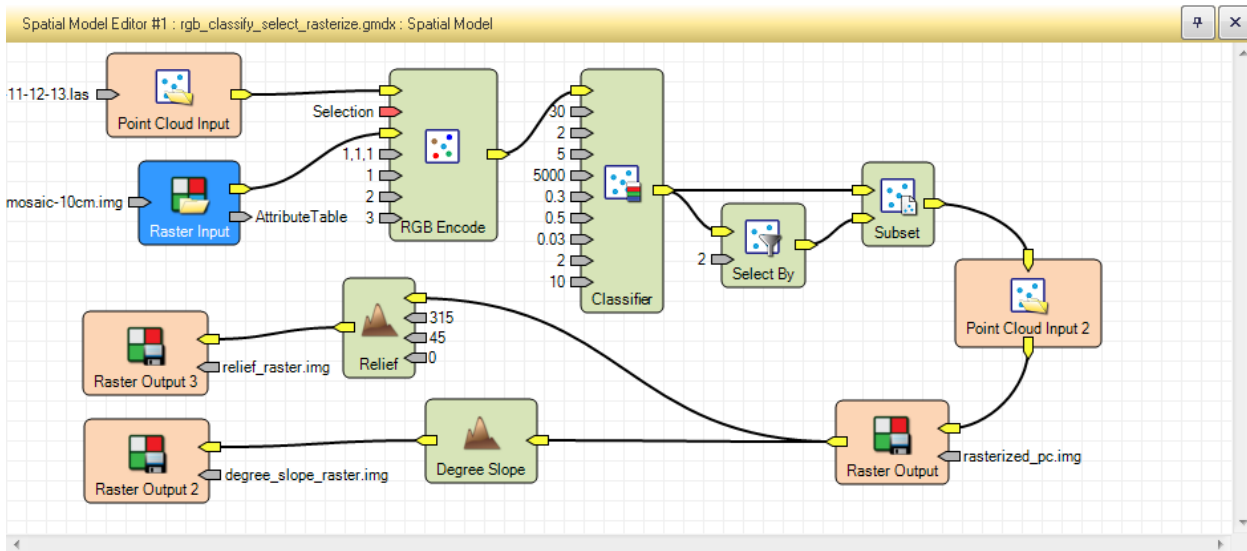 Spatial Model Editor #1 : rgb_classify_select_rasterize.gmdx : Spatial Model
11-12-13.las
Point Cloud Input
mosaic-10cm.img
AttributeTable
Raster Input
Selection
1,1,1
1
2
3
RGB Encode
30
2
5
5000
0.3
0.5
0.03
2
10
Classifier
2
Select By
Subset
Point Cloud Input 2
315
45
0
Relief
relief_raster.img
Raster Output 3
Degree Slope
degree_slope_raster.img
Raster Output 2
rasterized_pc.img
Raster Output